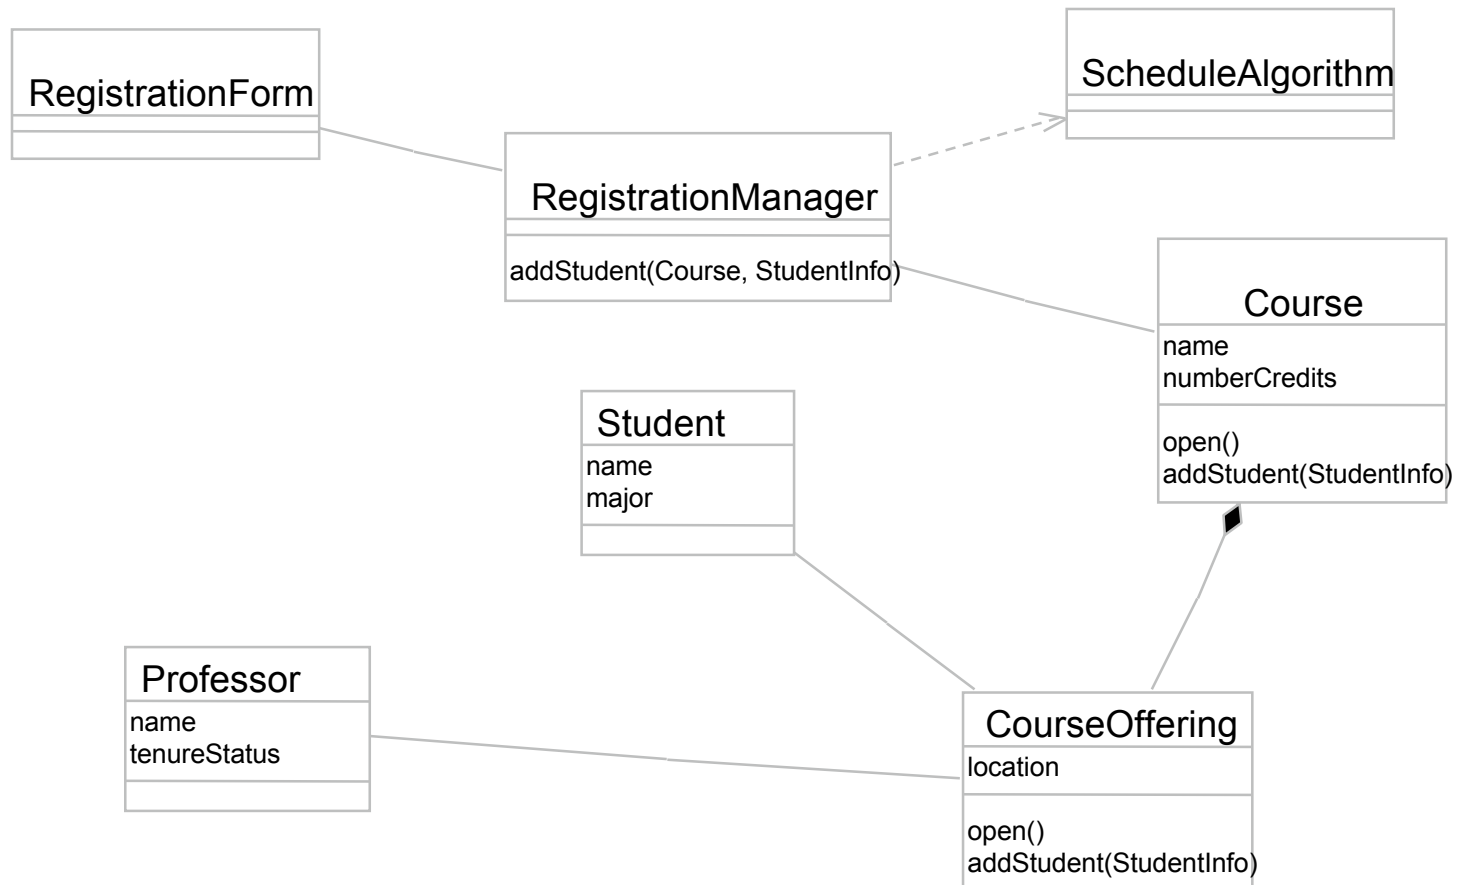 RegistrationForm
ScheduleAlgorithm
RegistrationManager
addStudent(Course, StudentInfo)
Course
name
numberCredits
open()
addStudent(StudentInfo)
Student
name
major
Professor
name
tenureStatus
CourseOffering
location
open()
addStudent(StudentInfo)